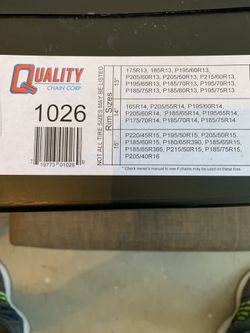 QUALITY
CHAIN CORP
1026
NOT ALL TIRE SIZES MAY BE LISTED
Rim Sizes
13"
175R13, 185R13, P195/60R13,
P205/60R13, P205/50R13, P215/60R13,
P195/65R13, P185/70R13, P195/70R13,
P185/75R13, P185/80R13, P195/75R13
14"
165R14, P205/55R14, P195/60R14,
P205/60R14, P185/65R14, P195/65R14,
P175/70R14, P185/70R14, P185/75R14
15"
P220/45R15, P195/50R15, P205/50R15,
P185/60R15, P180/65R390, P185/65R15,
P185/65R365, P215/50R15, P185/75R15,
P205/40R16
* Check owner's manual to see if chains may be used on these tires.